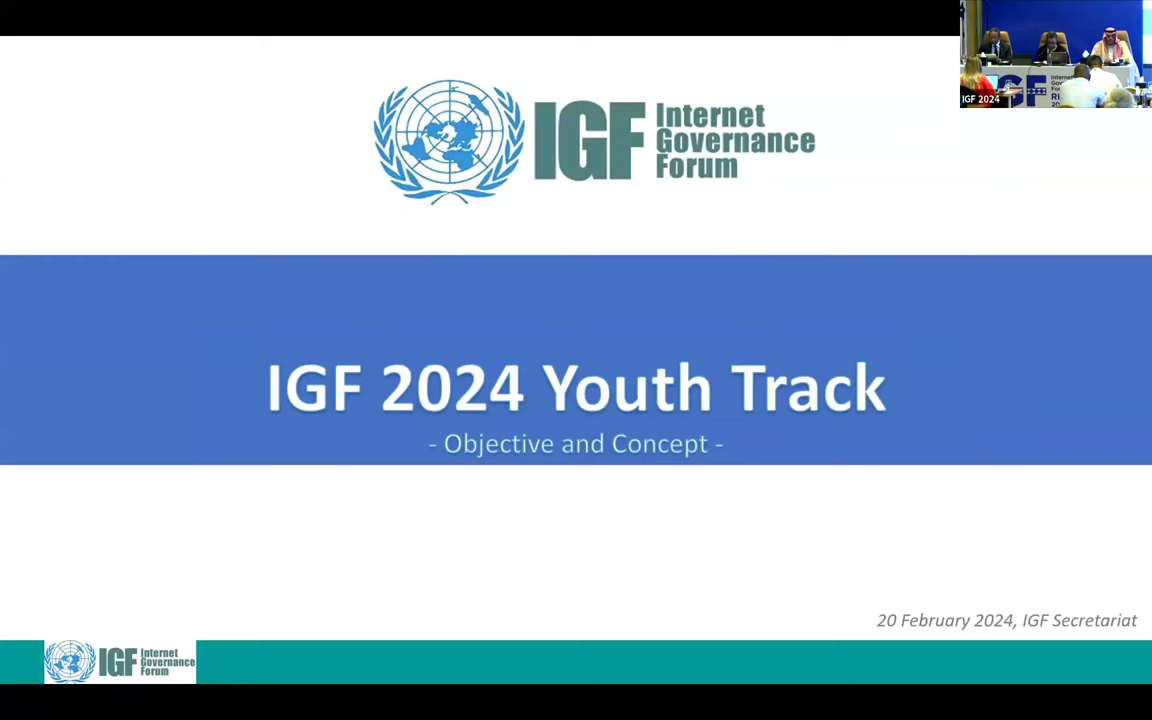 IGF Internet
Governance
Forum
IGF 2024
IGF 2024 Youth Track
- Objective and Concept -
20 February 2024, IGF Secretariat
IGF Internet
Governance
Forum